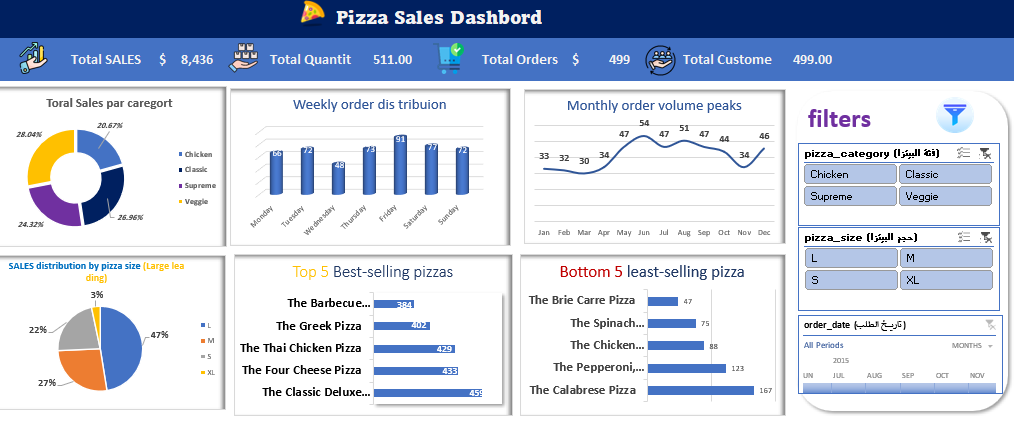 Pizza Sales Dashbord
Total SALES $ 8,436
Total Quantit 511.00
Total Orders $ 499
Total Custome 499.00
Toral Sales par caregort
20.67%
26.96%
24.32%
28.04%
Chicken
Classic
Supreme
Veggie
Weekly order dis tribuion
66 72 48 73 91 77 72
Monday Tuesday Wednesday Thursday Friday Saturday Sunday
Monthly order volume peaks
33 32 30 34 47 54 47 51 47 44 34 46
Jan Feb Mar Apr May Jun Jul Aug Sep Oct Nov Dec
filters
pizza_category (فئة البيتزا)
Chicken Classic
Supreme Veggie
pizza_size (حجم البيتزا)
L M
S XL
order_date (تاريخ الطلب)
All Periods MONTHS
2015
UN JUL AUG SEP OCT NOV
SALES distribution by pizza size (Large lea
ding)
3%
47%
27%
22%
L
M
S
XL
Top 5 Best-selling pizzas
The Barbecue... 384
The Greek Pizza 402
The Thai Chicken Pizza 429
The Four Cheese Pizza 433
The Classic Deluxe...
Bottom 5 least-selling pizza
The Brie Carre Pizza 47
The Spinach... 75
The Chicken... 88
The Pepperoni,... 123
The Calabrese Pizza 167